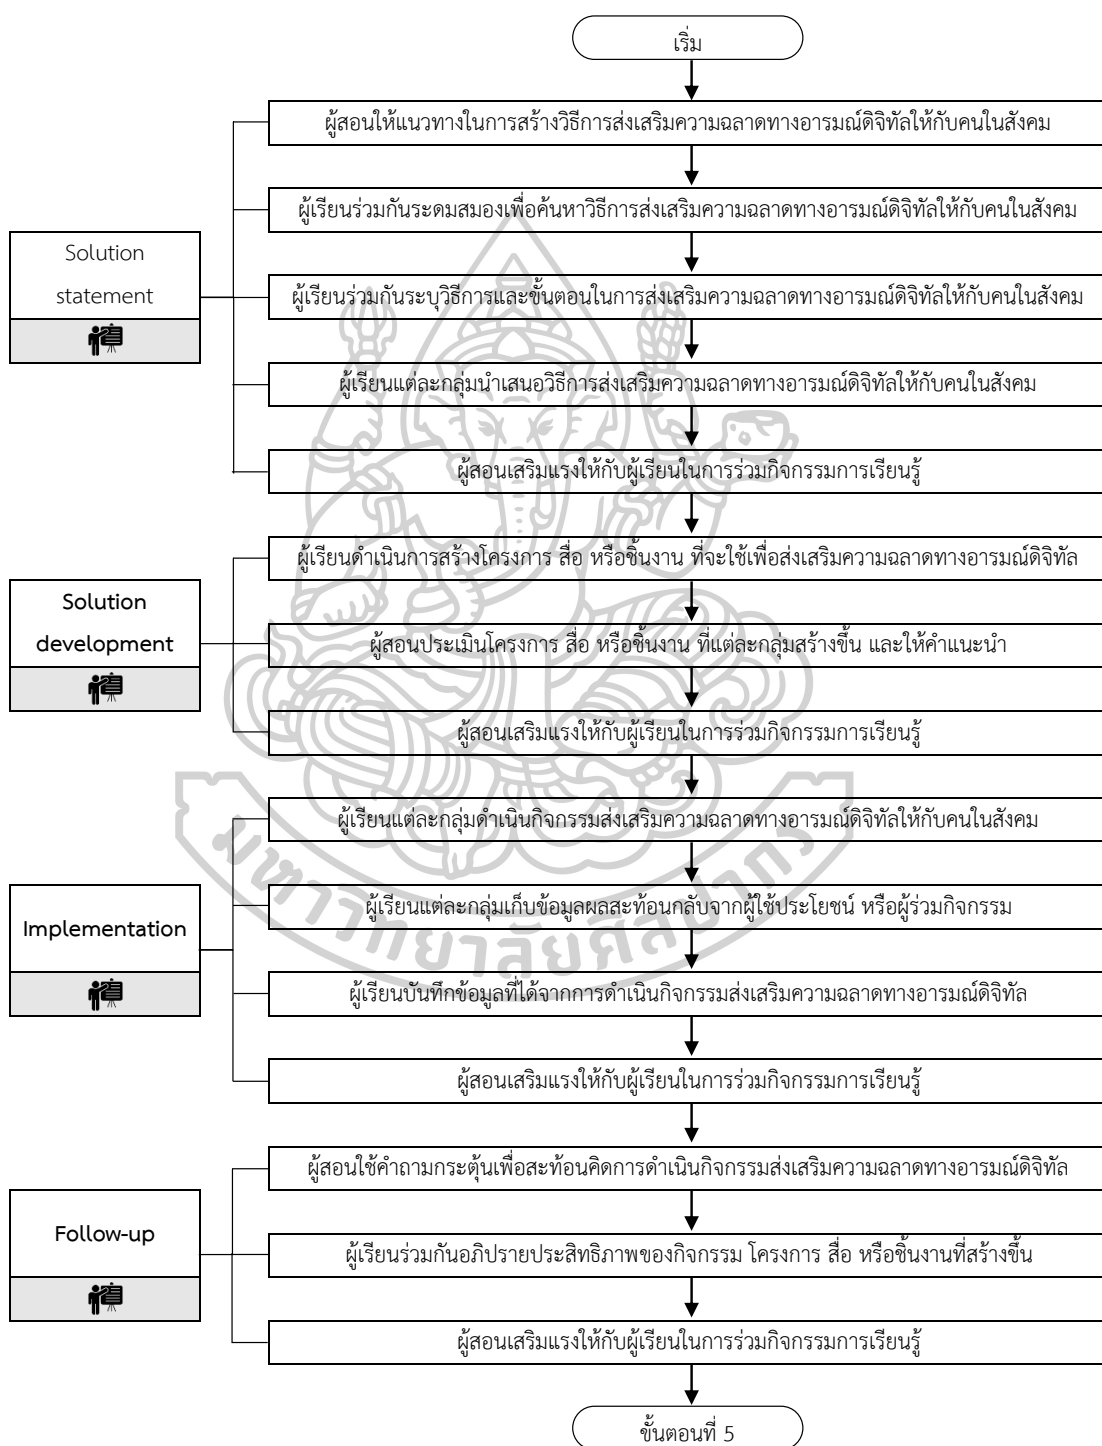 เริ่ม
ผู้สอนให้แนวทางในการสร้างวิธีการส่งเสริมความฉลาดทางอารมณ์ดิจิทัลให้กับคนในสังคม
ผู้เรียนร่วมกันระดมสมองเพื่อค้นหาวิธีการส่งเสริมความฉลาดทางอารมณ์ดิจิทัลให้กับคนในสังคม
Solution
statement
ผู้เรียนร่วมกันระบุวิธีการและขั้นตอนในการส่งเสริมความฉลาดทางอารมณ์ดิจิทัลให้กับคนในสังคม
ผู้เรียนแต่ละกลุ่มนำเสนอวิธีการส่งเสริมความฉลาดทางอารมณ์ดิจิทัลให้กับคนในสังคม
ผู้สอนเสริมแรงให้กับผู้เรียนในการร่วมกิจกรรมการเรียนรู้
ผู้เรียนดำเนินการสร้างโครงการ สื่อ หรือชิ้นงาน ที่จะใช้เพื่อส่งเสริมความฉลาดทางอารมณ์ดิจิทัล
Solution
development
ผู้สอนประเมินโครงการ สื่อ หรือชิ้นงาน ที่แต่ละกลุ่มสร้างขึ้น และให้คำแนะนำ
ผู้สอนเสริมแรงให้กับผู้เรียนในการร่วมกิจกรรมการเรียนรู้
ผู้เรียนแต่ละกลุ่มดำเนินกิจกรรมส่งเสริมความฉลาดทางอารมณ์ดิจิทัลให้กับคนในสังคม
ผู้เรียนแต่ละกลุ่มเก็บข้อมูลผลสะท้อนกลับจากผู้ใช้ประโยชน์ หรือผู้ร่วมกิจกรรม
Implementation
มหาวิทยาลัยศิลปากร
ผู้เรียนบันทึกข้อมูลที่ได้จากการดำเนินกิจกรรมส่งเสริมความฉลาดทางอารมณ์ดิจิทัล
ผู้สอนเสริมแรงให้กับผู้เรียนในการร่วมกิจกรรมการเรียนรู้
ผู้สอนใช้คำถามกระตุ้นเพื่อสะท้อนคิดการดำเนินกิจกรรมส่งเสริมความฉลาดทางอารมณ์ดิจิทัล
Follow-up
ผู้เรียนร่วมกันอภิปรายประสิทธิภาพของกิจกรรม โครงการ สื่อ หรือชิ้นงานที่สร้างขึ้น
ผู้สอนเสริมแรงให้กับผู้เรียนในการร่วมกิจกรรมการเรียนรู้
ขั้นตอนที่ 5